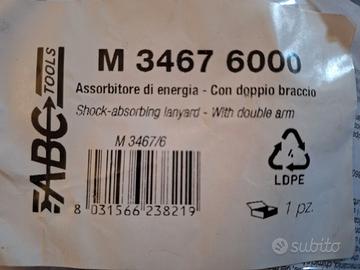 ABC TOOLS
M 3467 6000
Assorbitore di energia - Con doppio braccio
Shock-absorbing lanyard - With double arm
M 3467/6
8 031566 238219
LDPE
1 pz.
subito